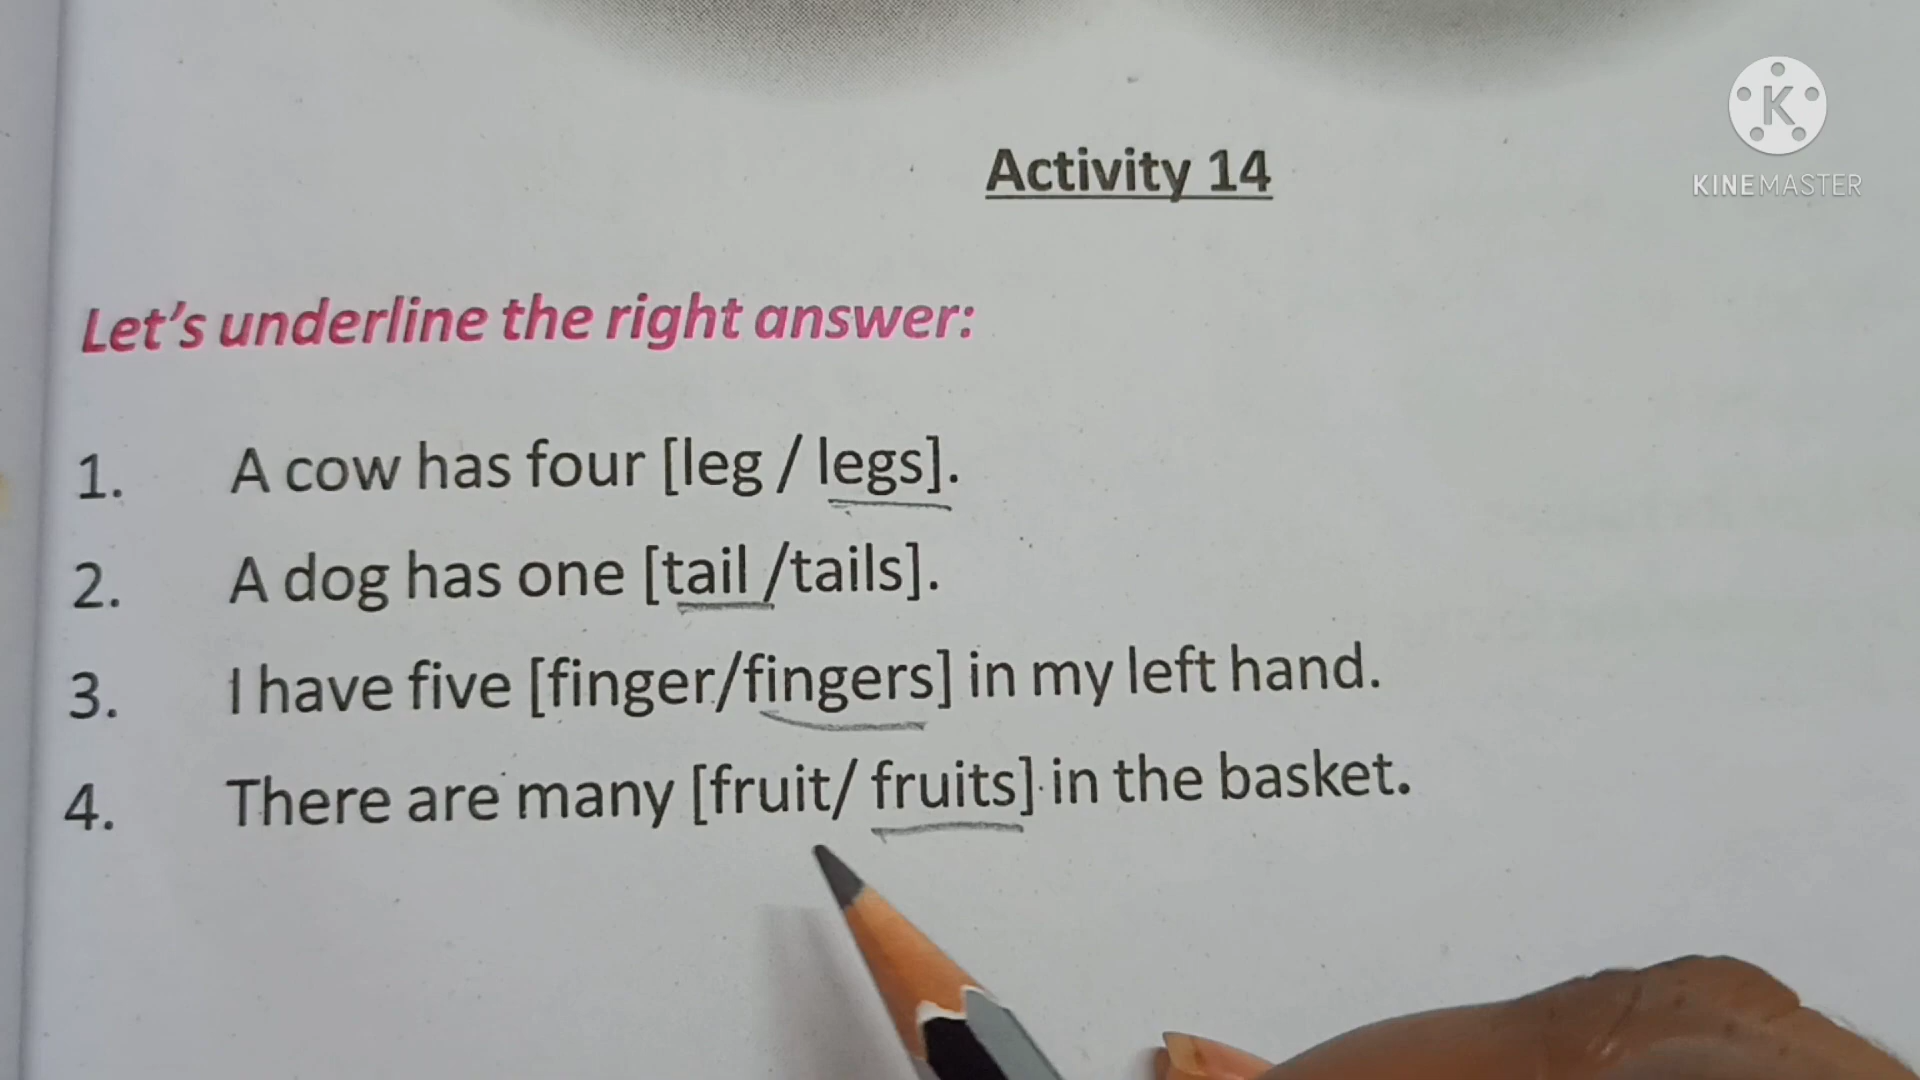 Activity 14
KINEMASTER
Let's underline the right answer:
1. A cow has four [leg / legs].
2. A dog has one [tail /tails].
3. I have five [finger/fingers] in my left hand.
4. There are many [fruit/ fruits] in the basket.